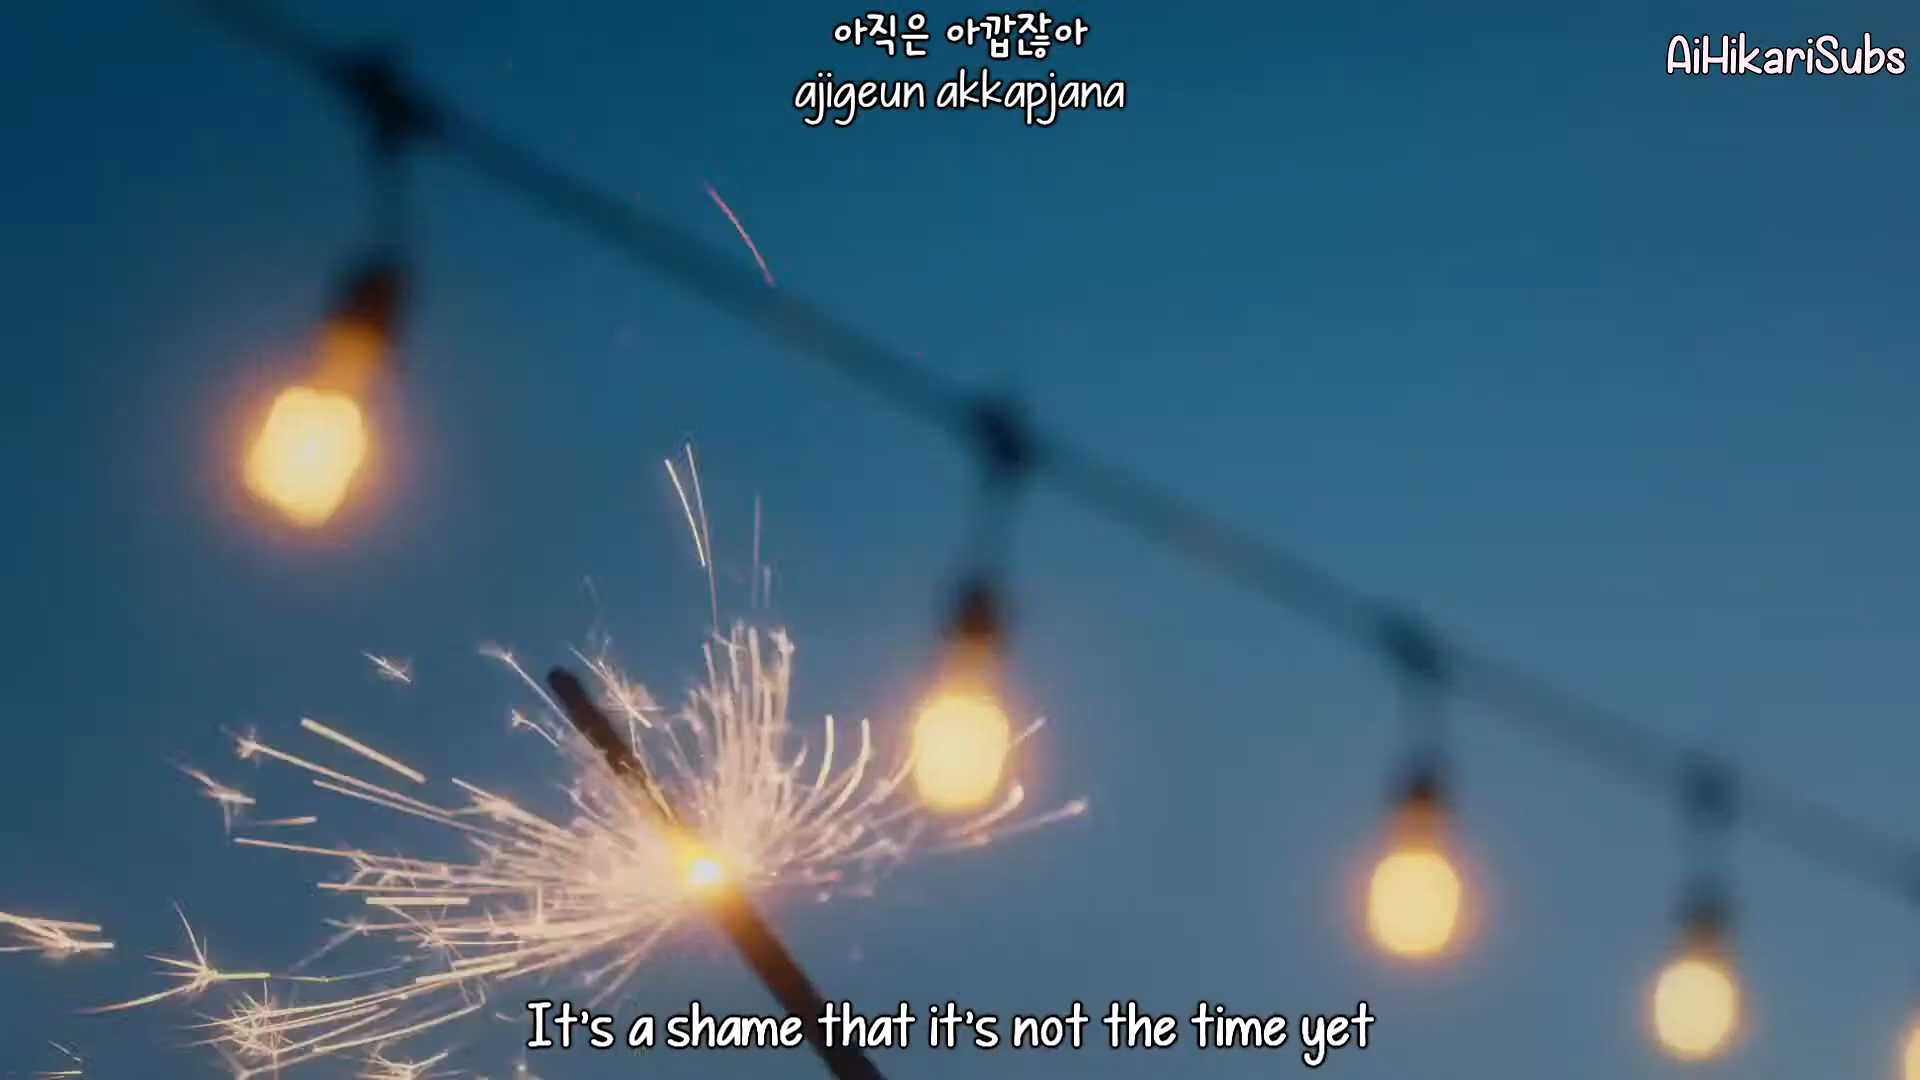 아직은 아깝잖아
ajigeun akkapjana
AiHikariSubs
It's a shame that it's not the time yet